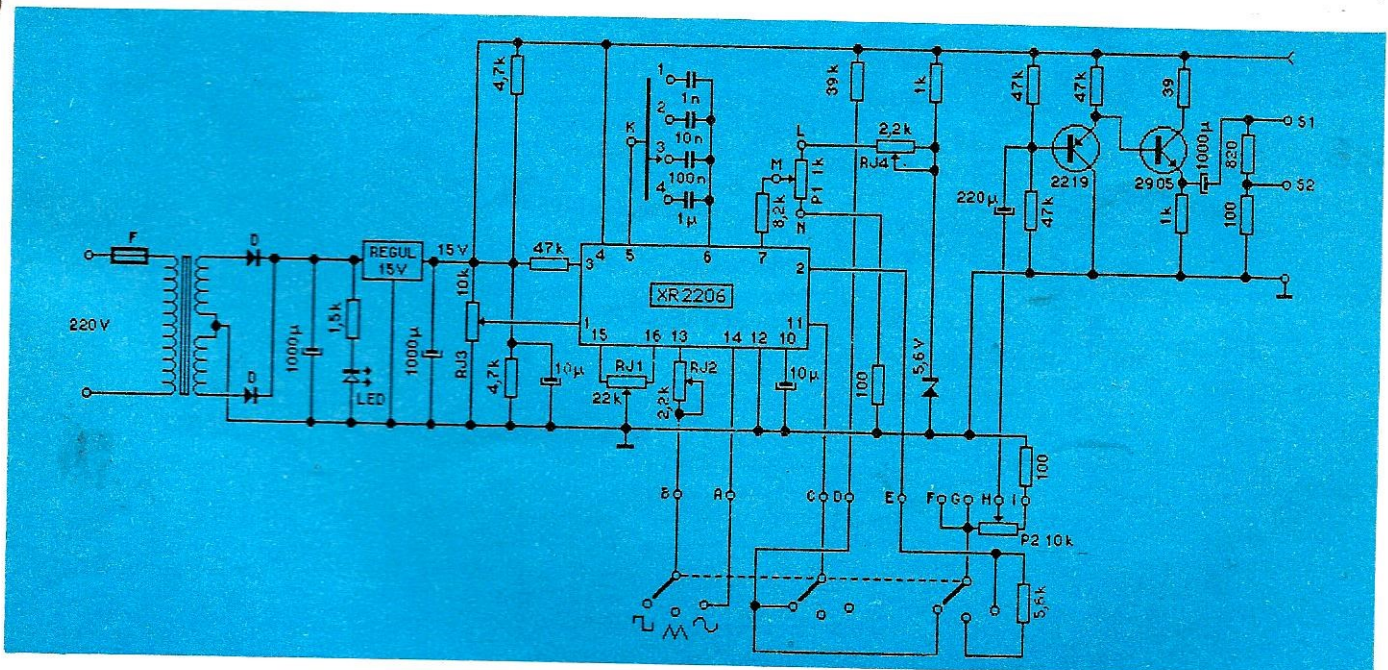 F
220 V
D
D
1000µ
1,5k
LED
REGUL
15V
15 V
1000µ
10k
RJ3
4,7k
4,7k
10µ
47k
K
1
1n
2
10n
3
100n
4
1µ
4
5
6
7
3
2
1
11
XR2206
15
16
13
14
12
10
RJ1
22k
RJ2
2,2k
10µ
8,2k
M
L
P1 1k
N
2,2k
RJ4
39k
1k
100
5,6V
47k
47k
39
2219
2905
220µ
47k
1000µ
1k
820
100
S1
S2
100
B
A
C
D
E
F
G
H
I
P2 10k
5,6k